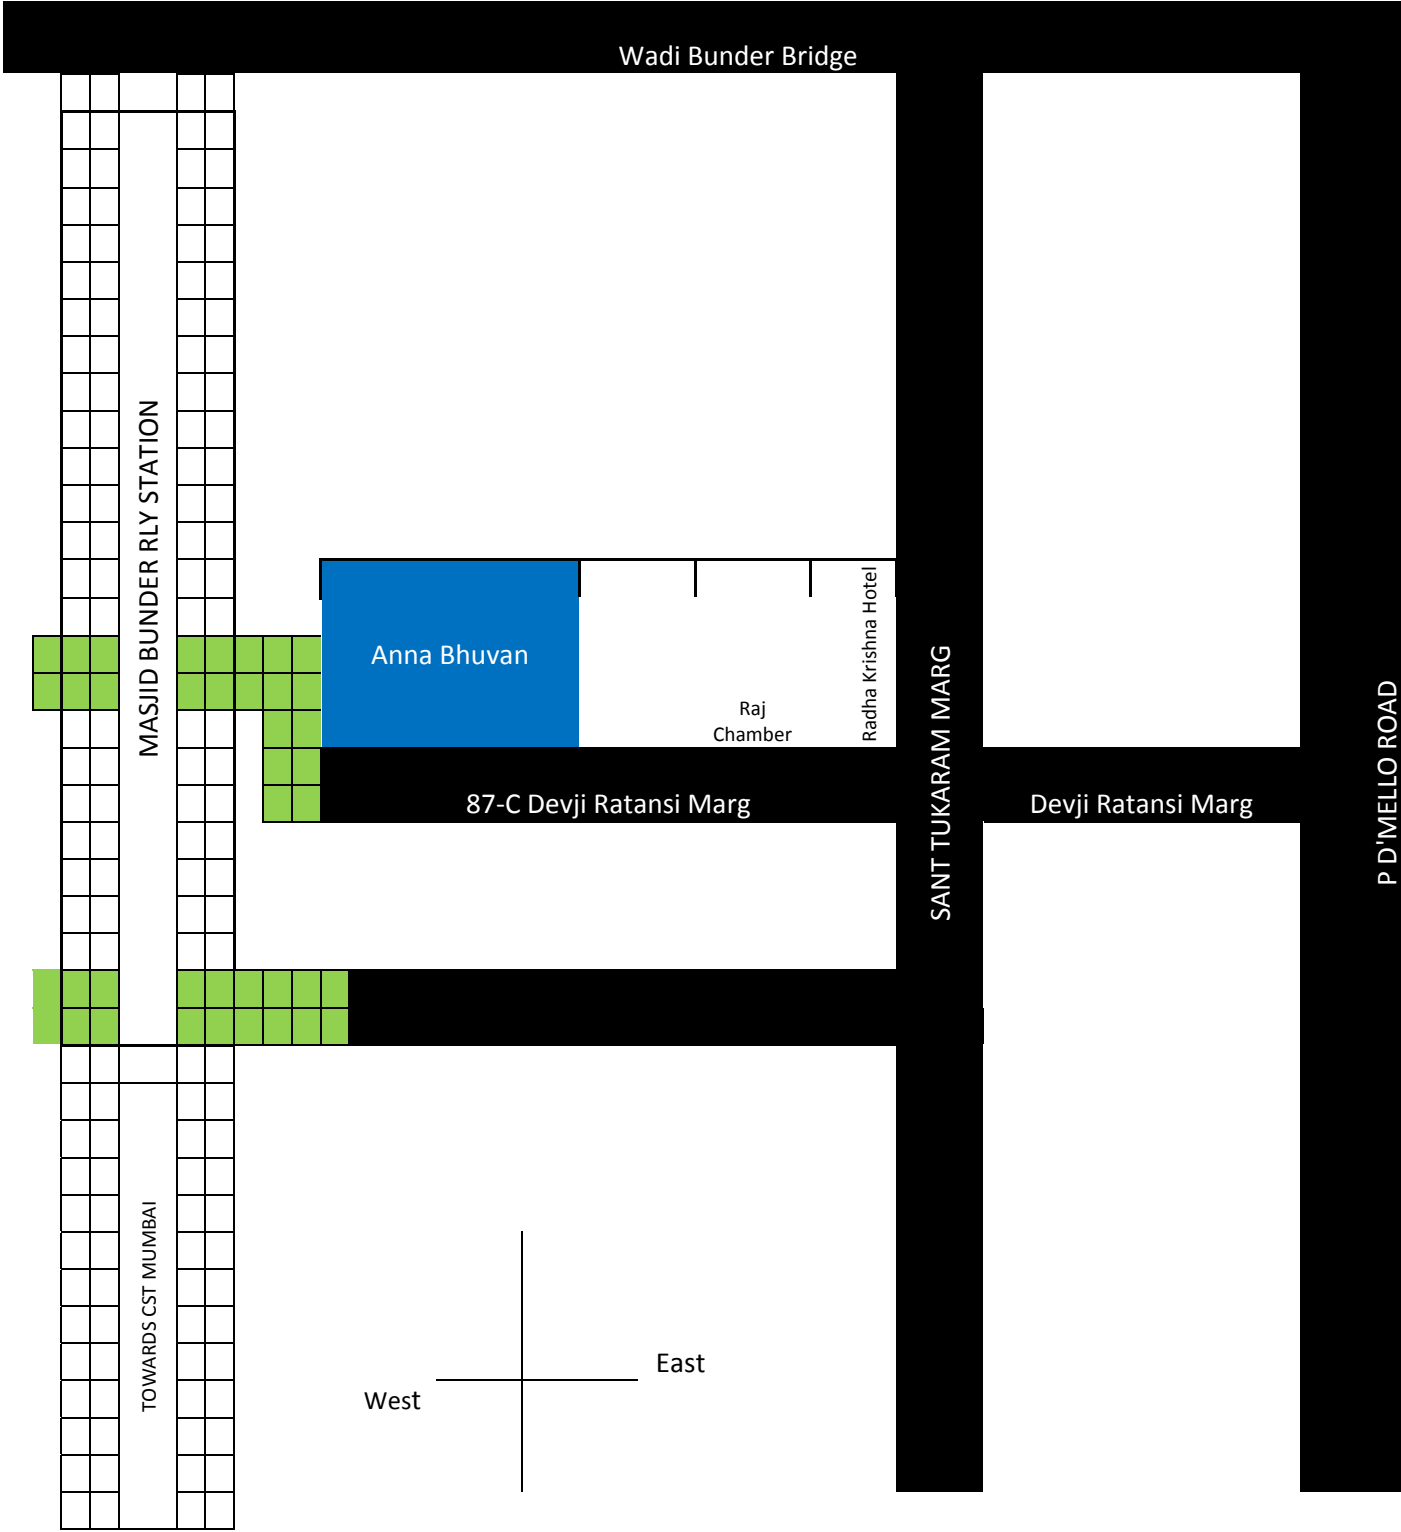 Wadi Bunder Bridge
MASJID BUNDER RLY STATION
Anna Bhuvan
Raj
Chamber
Radha Krishna Hotel
SANT TUKARAM MARG
P D'MELLO ROAD
87-C Devji Ratansi Marg
Devji Ratansi Marg
TOWARDS CST MUMBAI
East
West